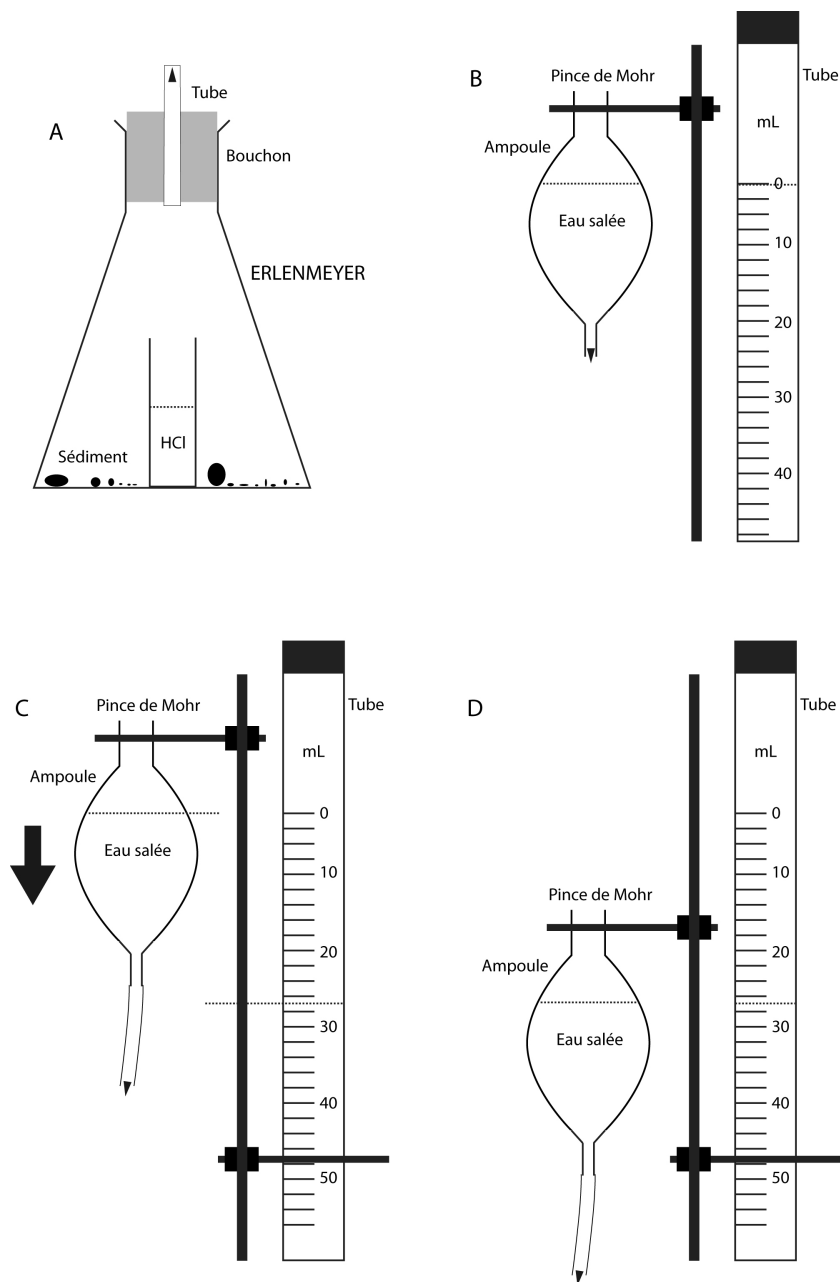 A
Tube
Bouchon
ERLENMEYER
HCl
Sédiment
B
Pince de Mohr
Tube
Ampoule
mL
Eau salée
0
10
20
30
40
C
Pince de Mohr
Tube
mL
Ampoule
Eau salée
0
10
20
30
40
50
D
Tube
mL
Pince de Mohr
Ampoule
Eau salée
0
10
20
30
40
50